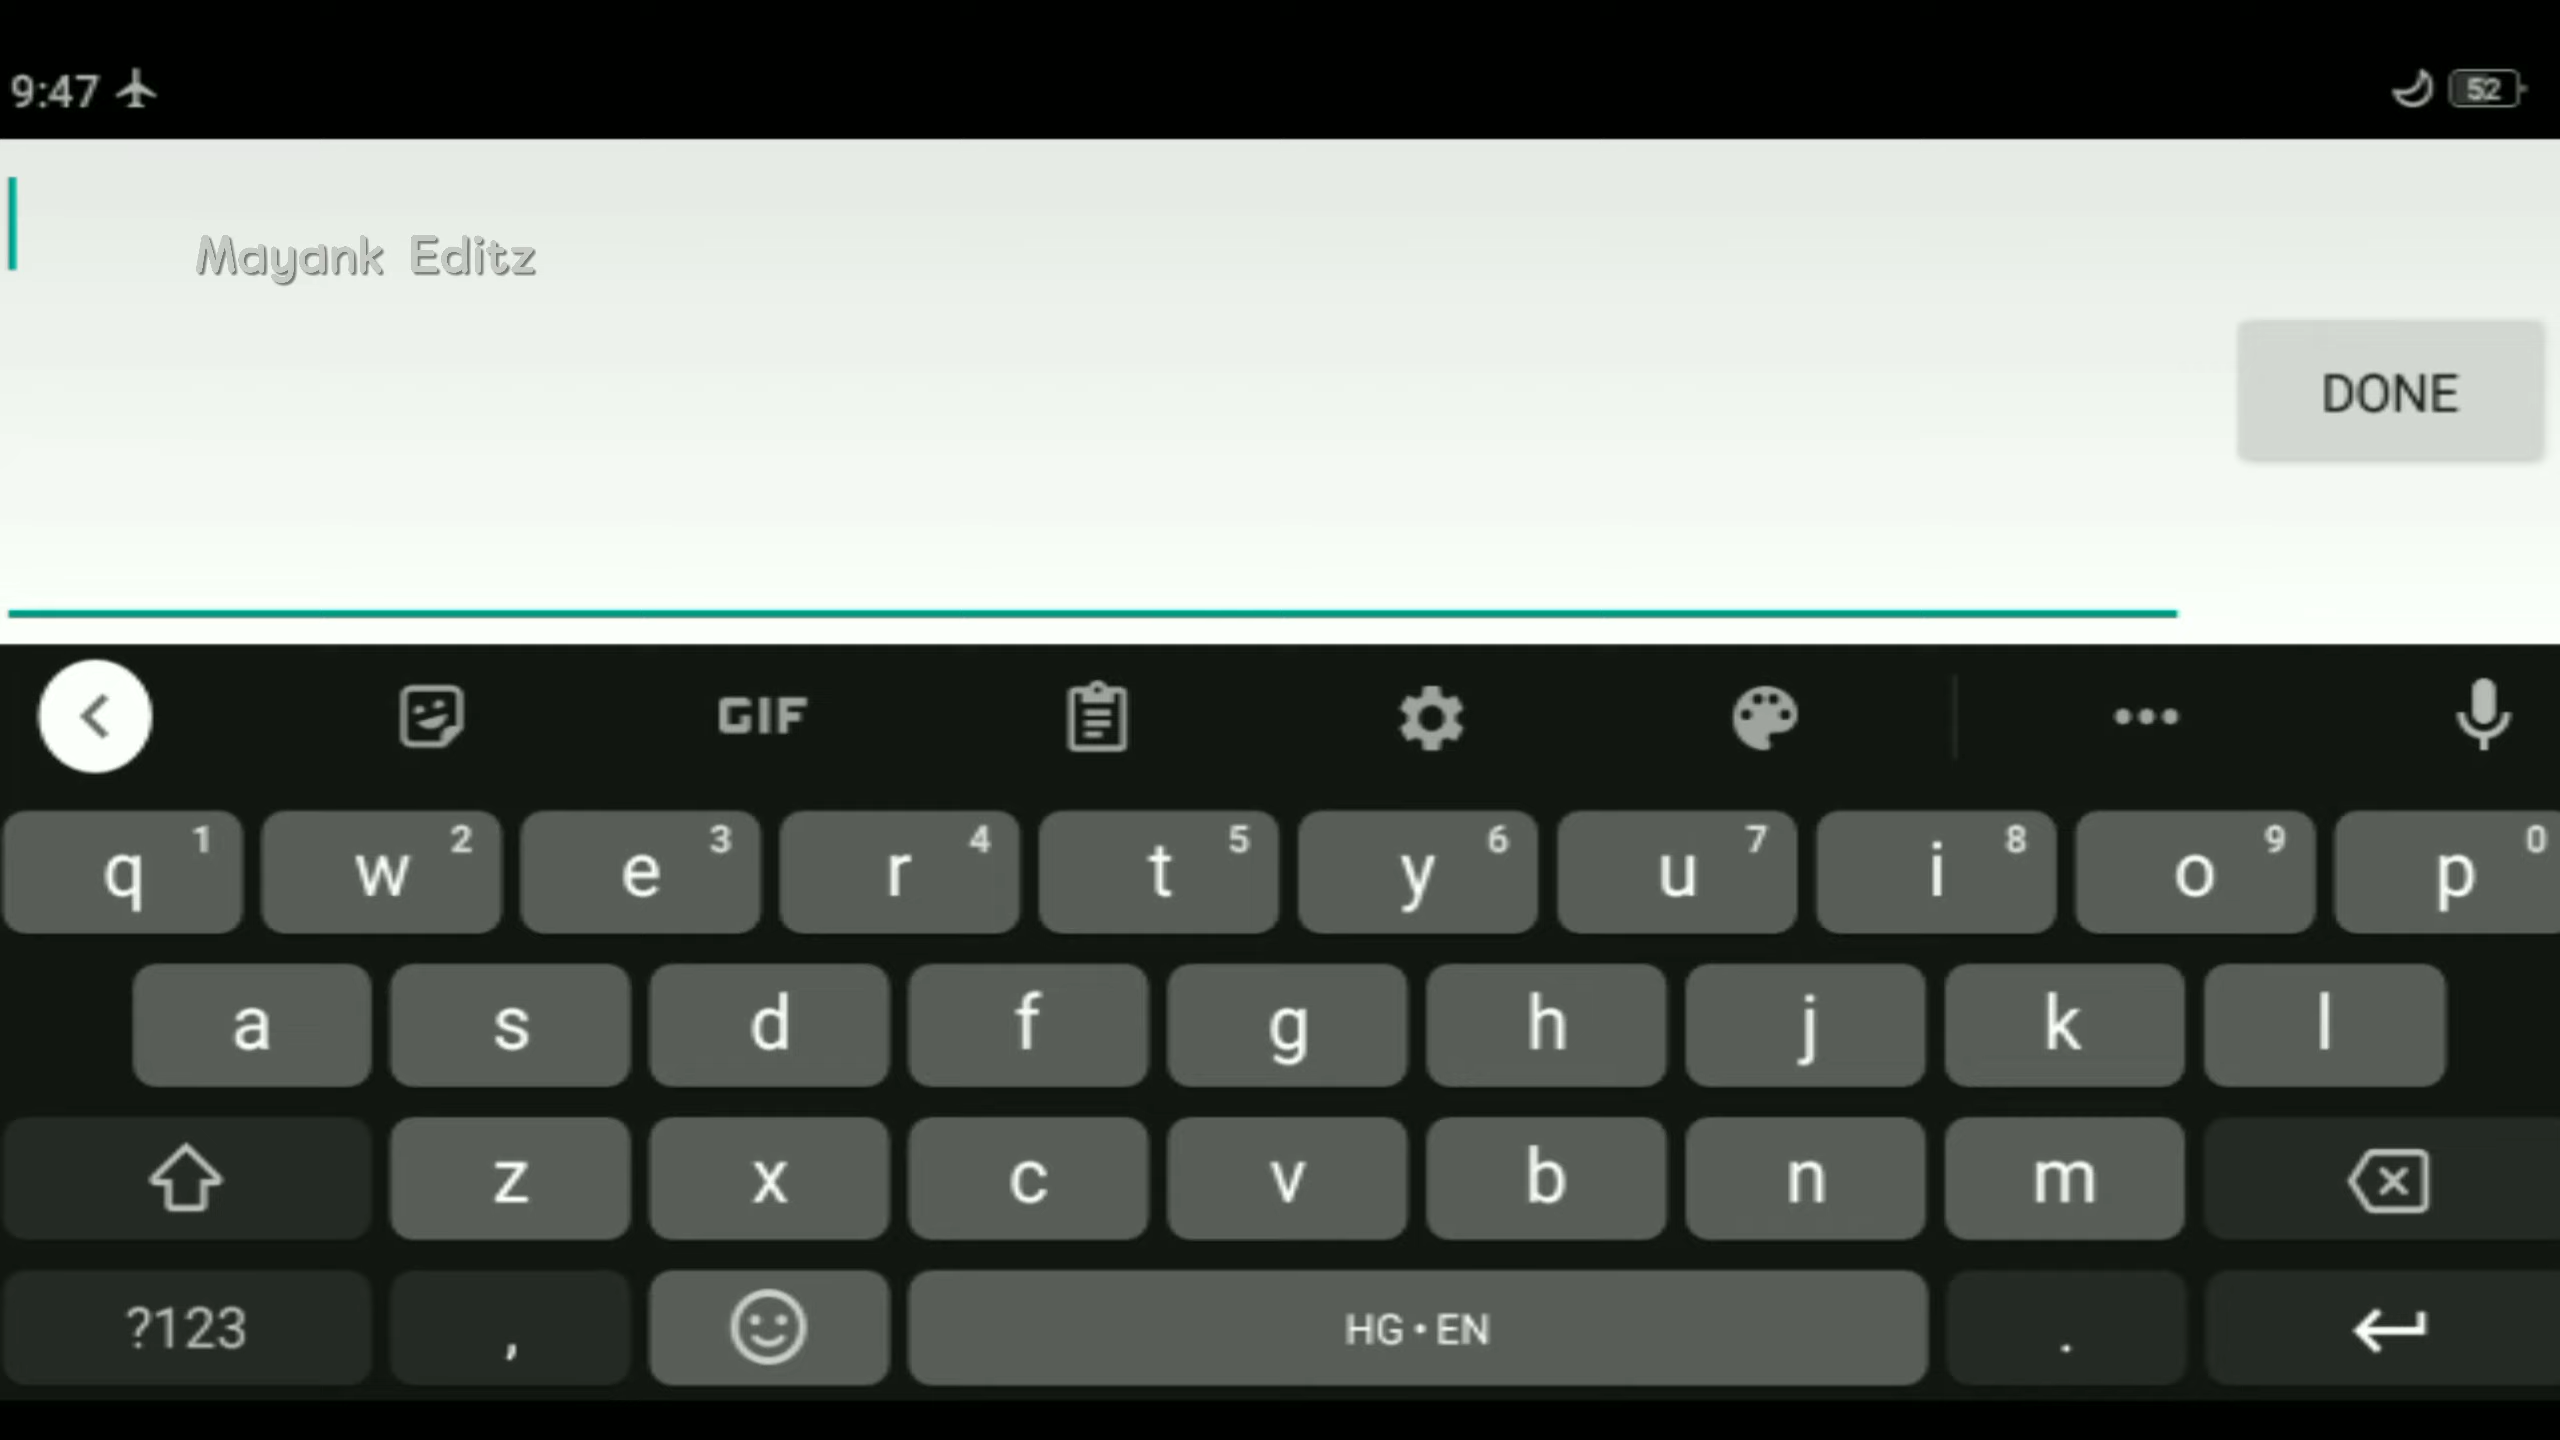 9:47
52
Mayank Editz
DONE
GIF
q 1 w 2 e 3 r 4 t 5 y 6 u 7 i 8 o 9 p 0
a s d f g h j k l
z x c v b n m
?123 , HG • EN .